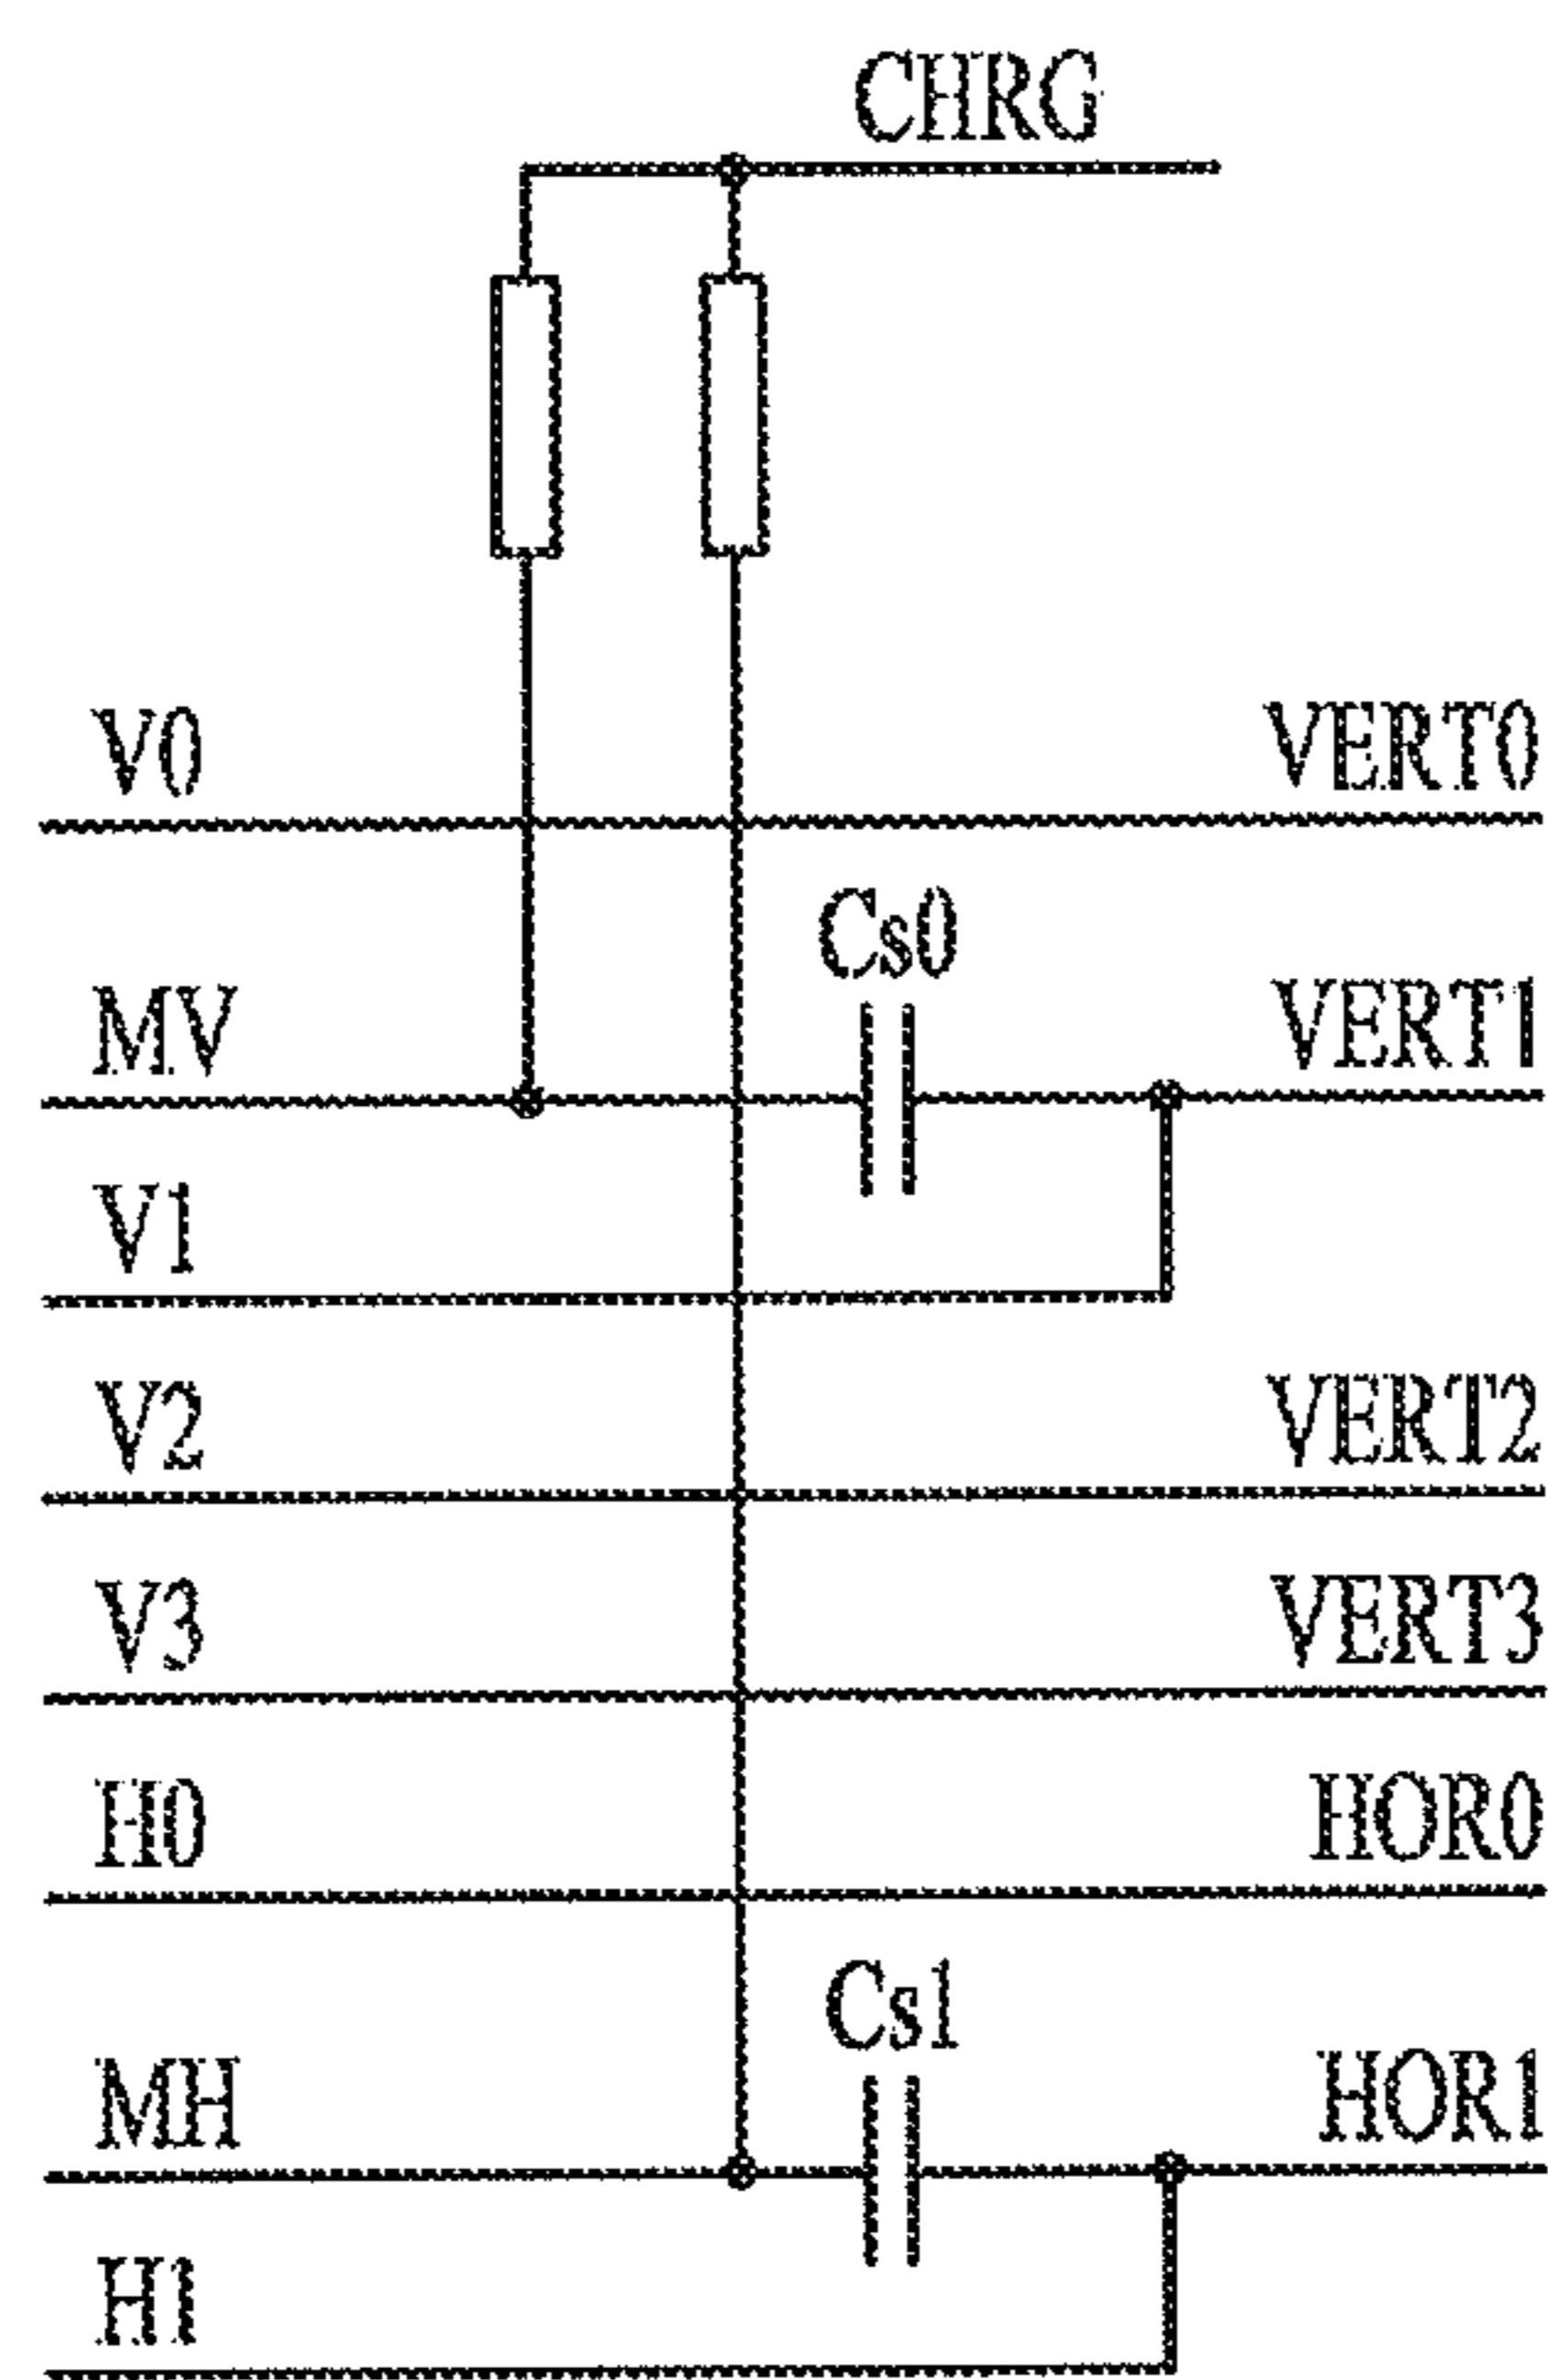 CHRG
V0 VERT0
Cs0
MV VERT1
V1
V2 VERT2
V3 VERT3
H0 HOR0
Cs1
MH HOR1
H1